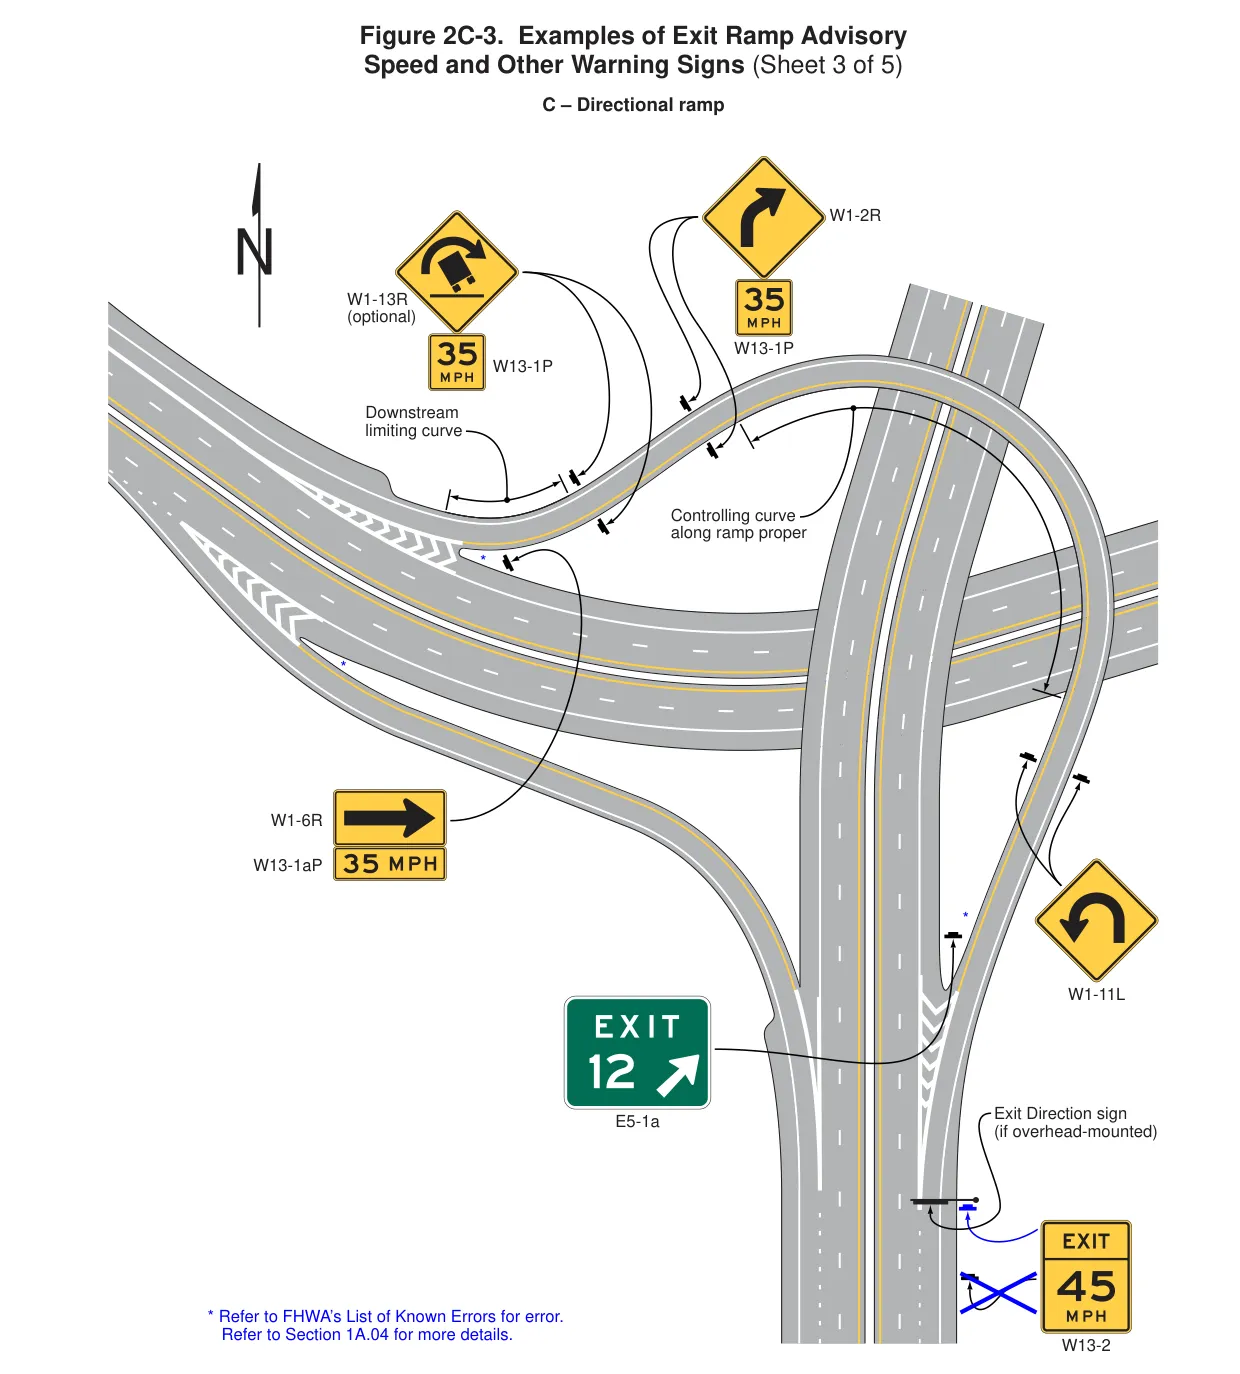 Figure 2C-3. Examples of Exit Ramp Advisory
Speed and Other Warning Signs (Sheet 3 of 5)
C – Directional ramp
N
W1-2R
35
MPH
W13-1P
W1-13R
(optional)
35
MPH
W13-1P
Downstream
limiting curve
Controlling curve
along ramp proper
*
*
W1-6R
W13-1aP
35 MPH
*
W1-11L
EXIT
12
E5-1a
Exit Direction sign
(if overhead-mounted)
EXIT
45
MPH
W13-2
* Refer to FHWA's List of Known Errors for error.
Refer to Section 1A.04 for more details.